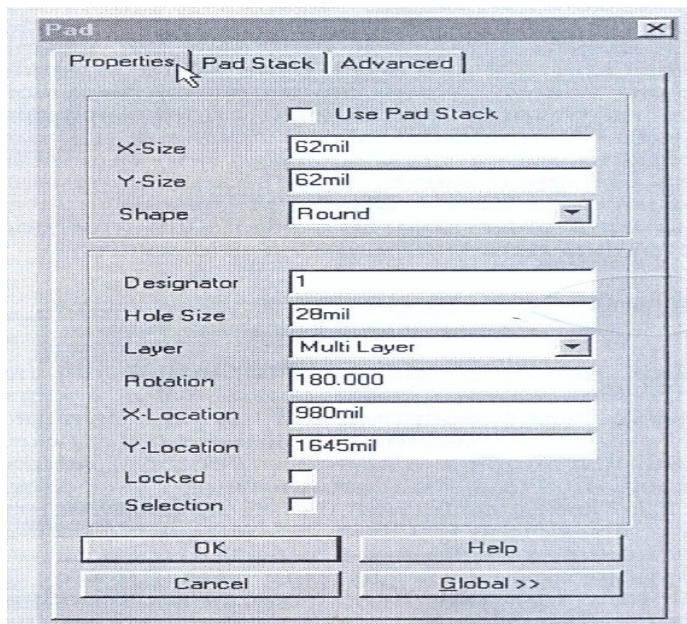 Pad
Properties Pad Stack Advanced
Use Pad Stack
X-Size 62mil
Y-Size 62mil
Shape Round
Designator 1
Hole Size 28mil
Layer Multi Layer
Rotation 180.000
X-Location 980mil
Y-Location 1645mil
Locked
Selection
OK Help
Cancel Global >>